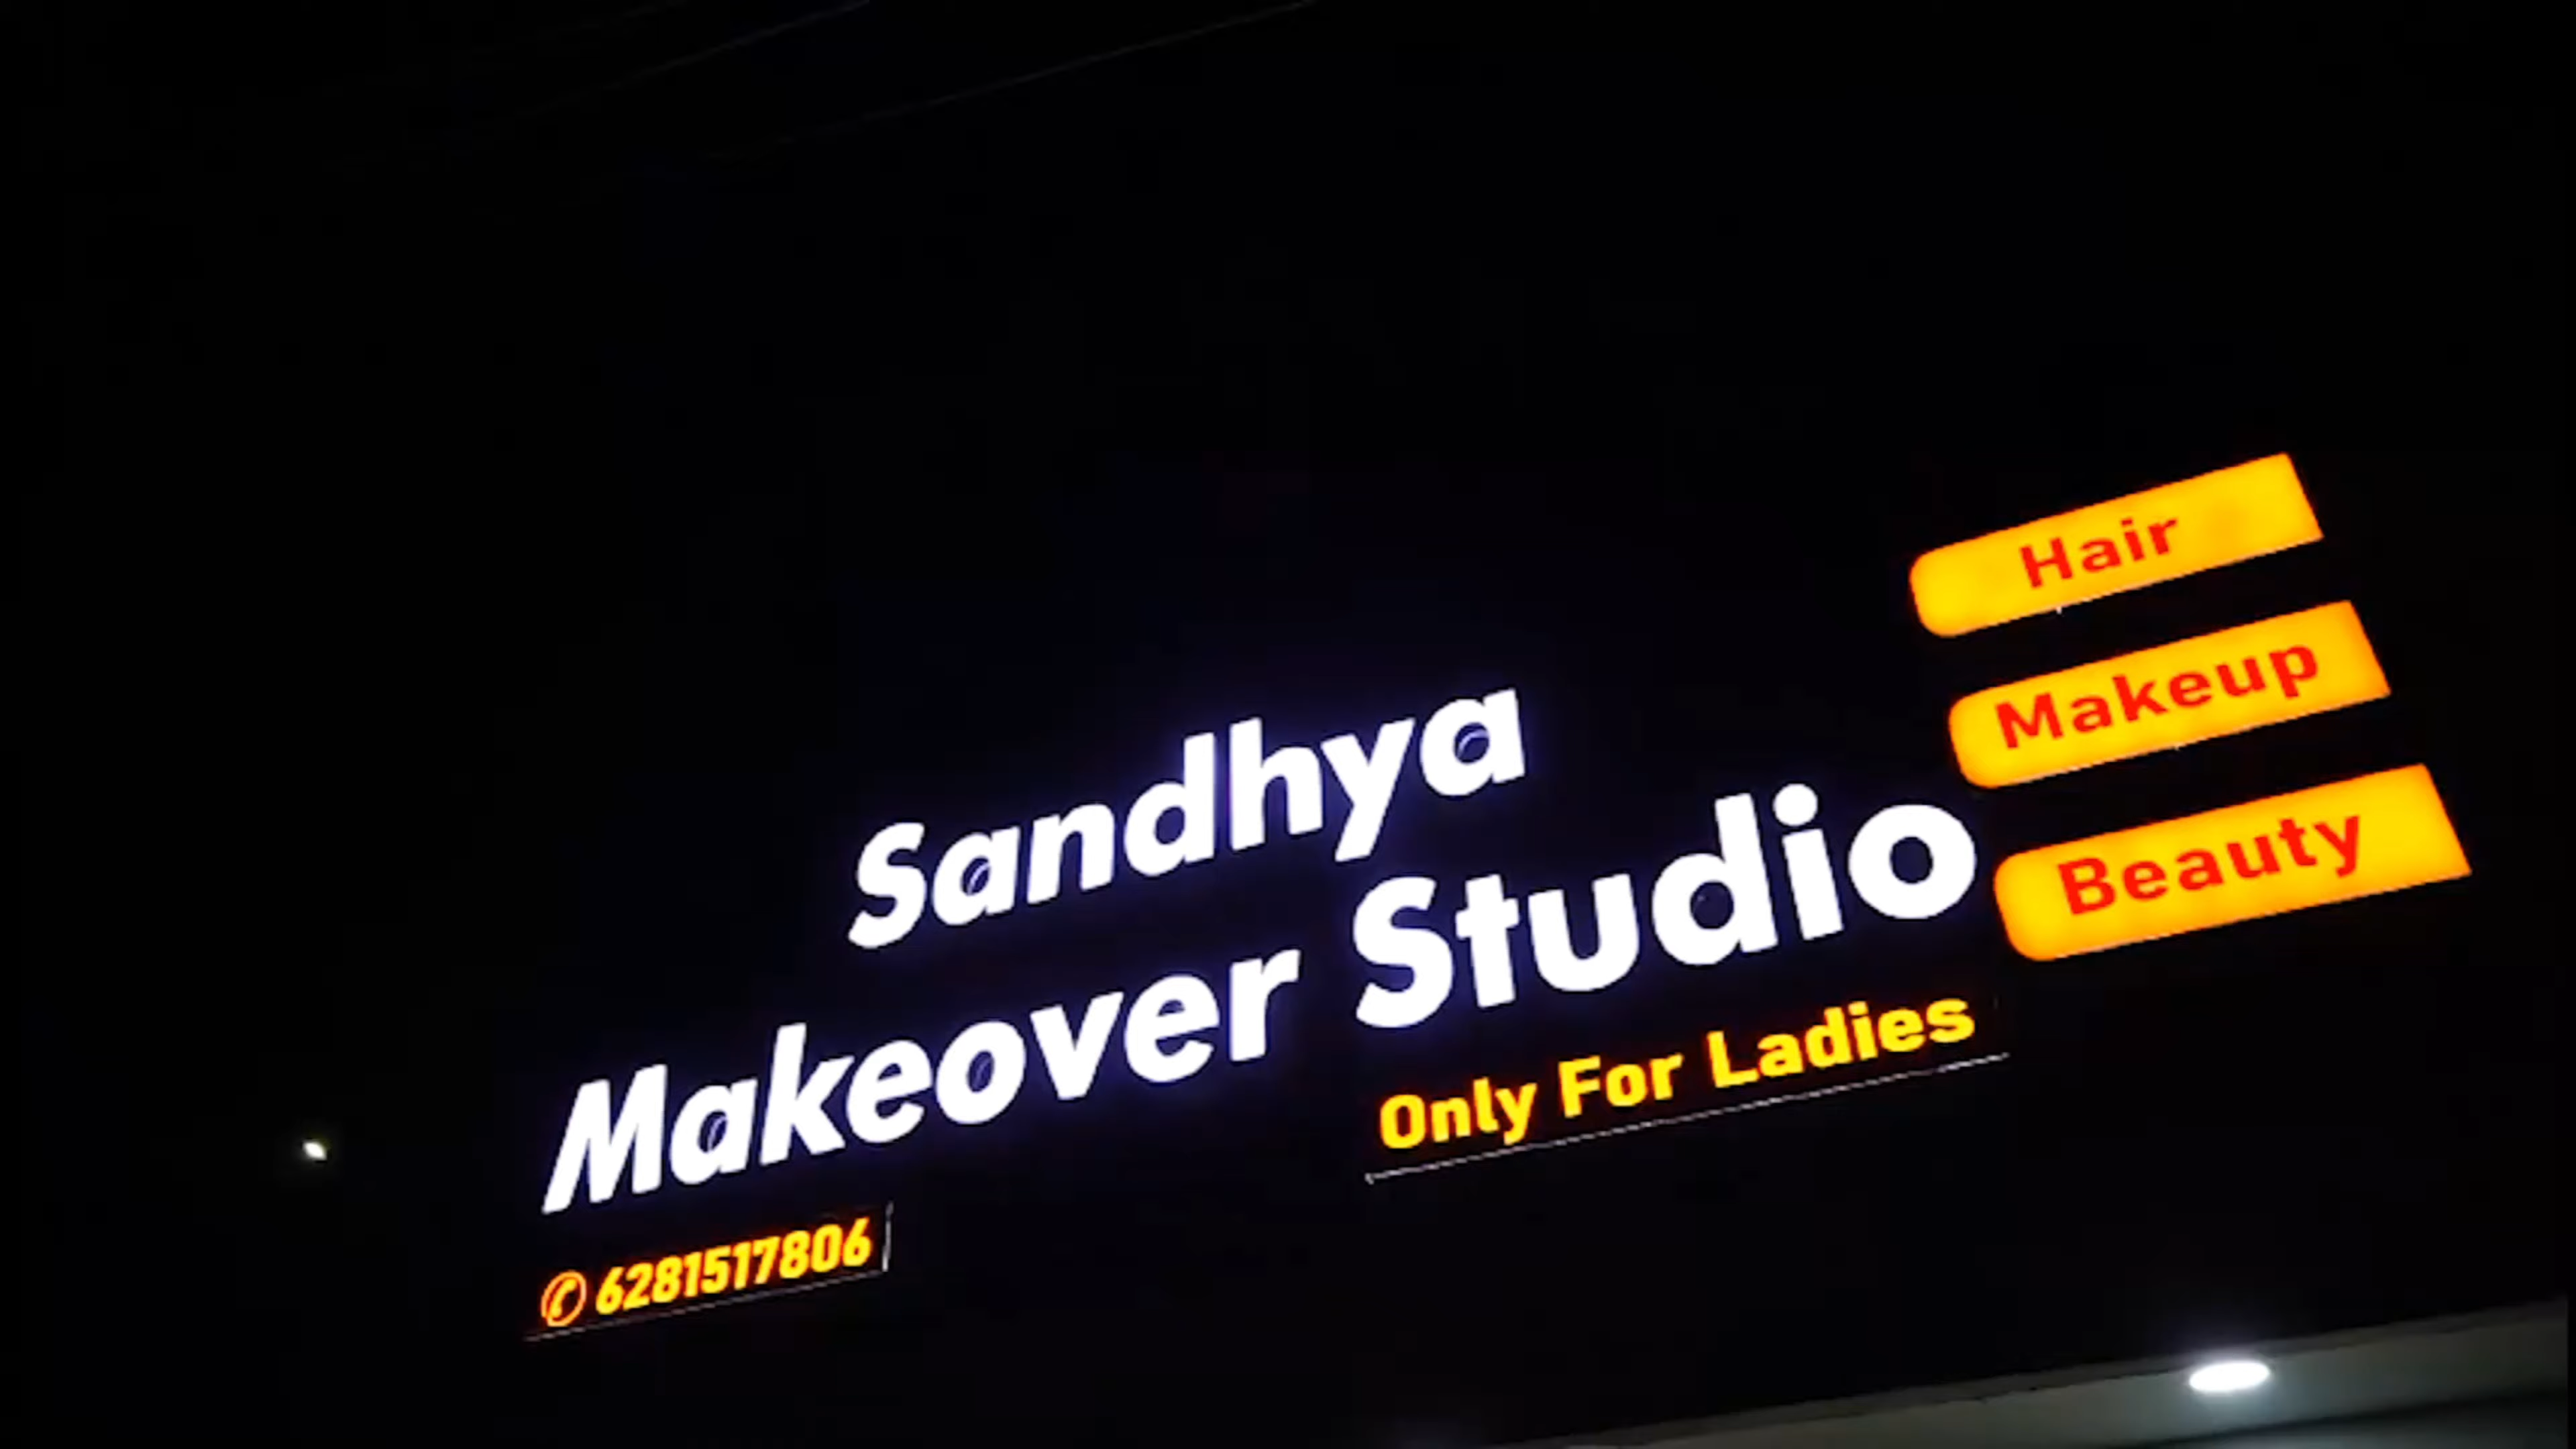 Sandhya
Makeover Studio
Only For Ladies
✆ 6281517806
Hair
Makeup
Beauty